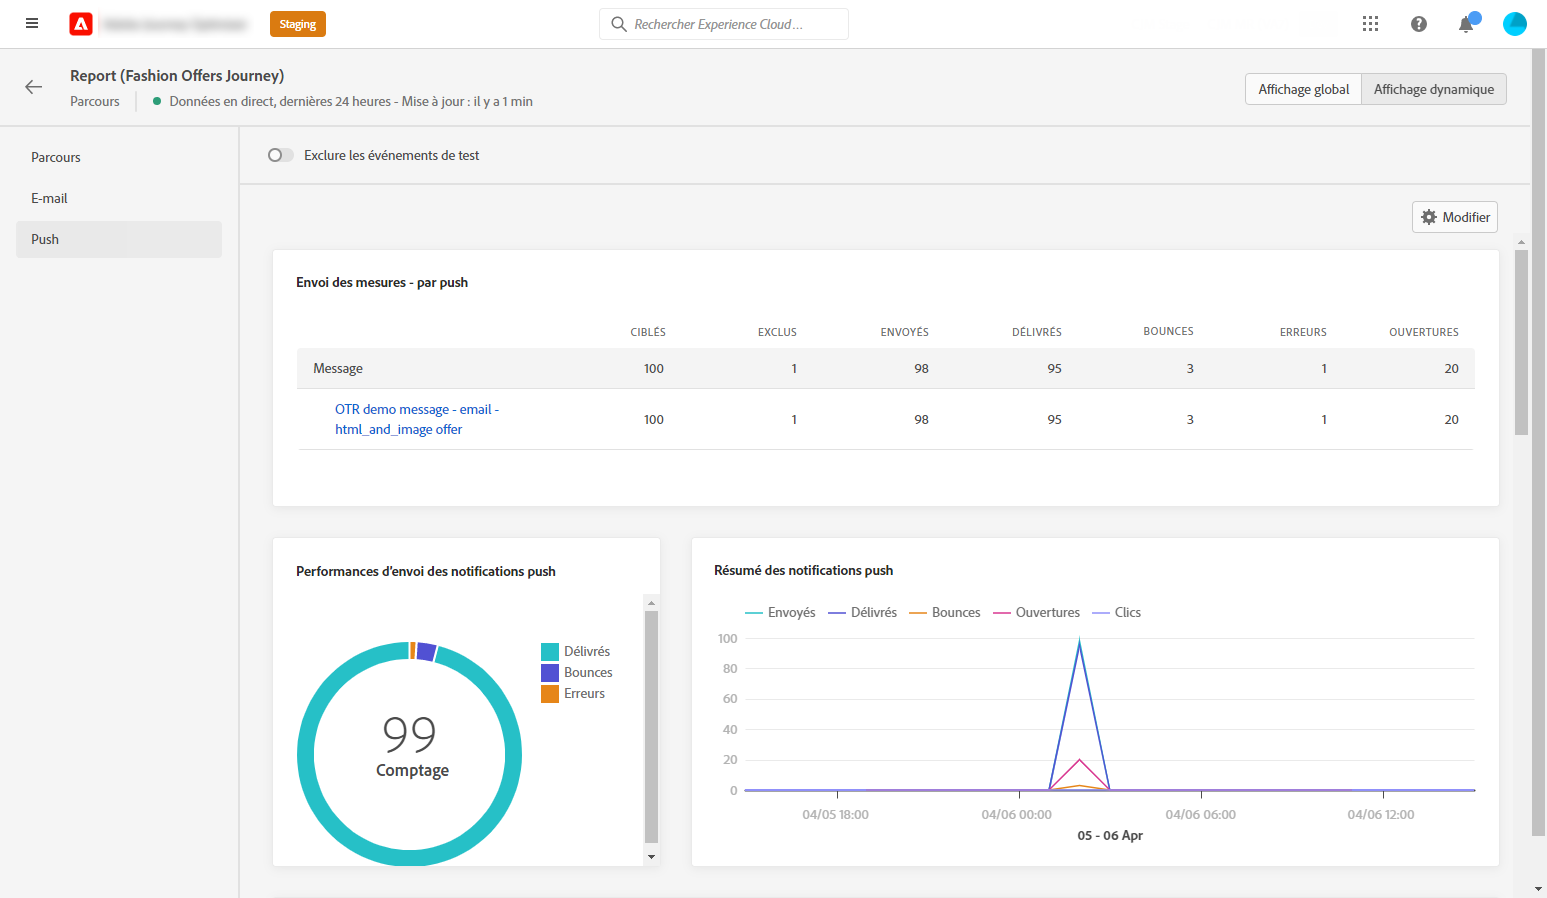 Staging
Rechercher Experience Cloud...
Report (Fashion Offers Journey)
Parcours
Données en direct, dernières 24 heures - Mise à jour : il y a 1 min
Affichage global
Affichage dynamique
Parcours
E-mail
Push
Exclure les événements de test
Modifier
Envoi des mesures - par push
CIBLÉS EXCLUS ENVOYÉS DÉLIVRÉS BOUNCES ERREURS OUVERTURES
Message 100 1 98 95 3 1 20
OTR demo message - email -
html_and_image offer
100 1 98 95 3 1 20
Performances d'envoi des notifications push
Délivrés
Bounces
Erreurs
99
Comptage
Résumé des notifications push
Envoyés Délivrés Bounces Ouvertures Clics
100
80
60
40
20
0
04/05 18:00 04/06 00:00 04/06 06:00 04/06 12:00
05 - 06 Apr